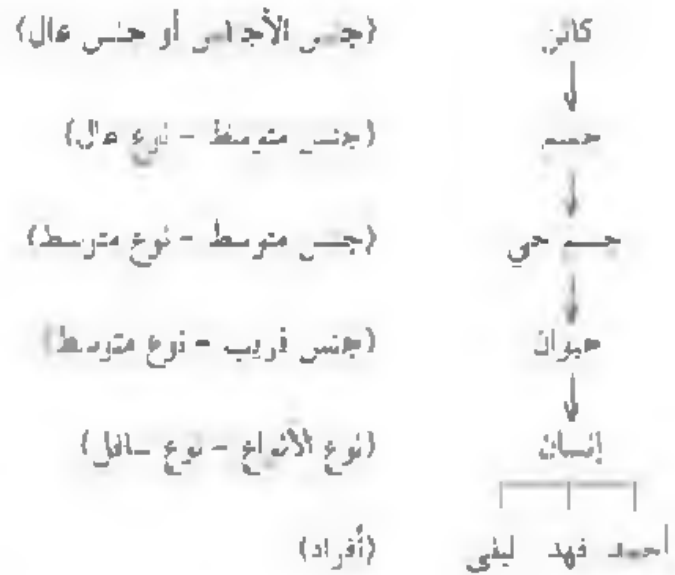 كائن (جنس الأجناس أو جنس عال)
جسم (جنس متوسط - نوع عال)
جسم حي (جنس متوسط - نوع متوسط)
حيوان (جنس قريب - نوع متوسط)
إنسان (نوع الأنواع - نوع سافل)
أحمد فهد لبنى (أفراد)